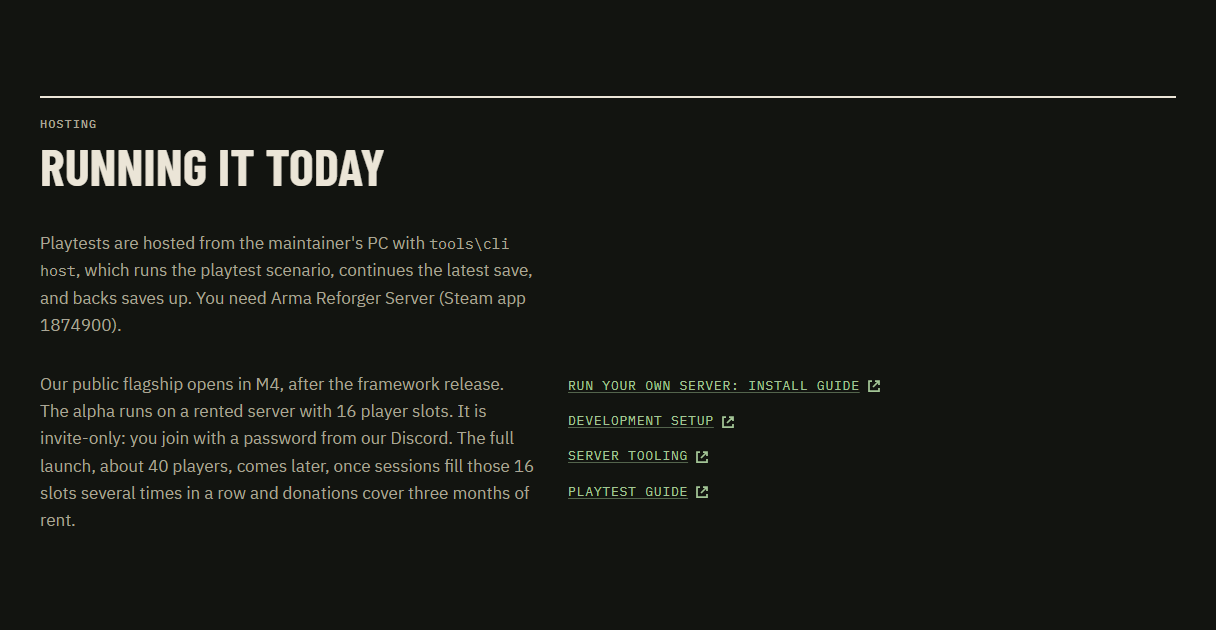 HOSTING
RUNNING IT TODAY
Playtests are hosted from the maintainer's PC with tools\cli
host, which runs the playtest scenario, continues the latest save,
and backs saves up. You need Arma Reforger Server (Steam app
1874900).
Our public flagship opens in M4, after the framework release.
The alpha runs on a rented server with 16 player slots. It is
invite-only: you join with a password from our Discord. The full
launch, about 40 players, comes later, once sessions fill those 16
slots several times in a row and donations cover three months of
rent.
RUN YOUR OWN SERVER: INSTALL GUIDE
DEVELOPMENT SETUP
SERVER TOOLING
PLAYTEST GUIDE